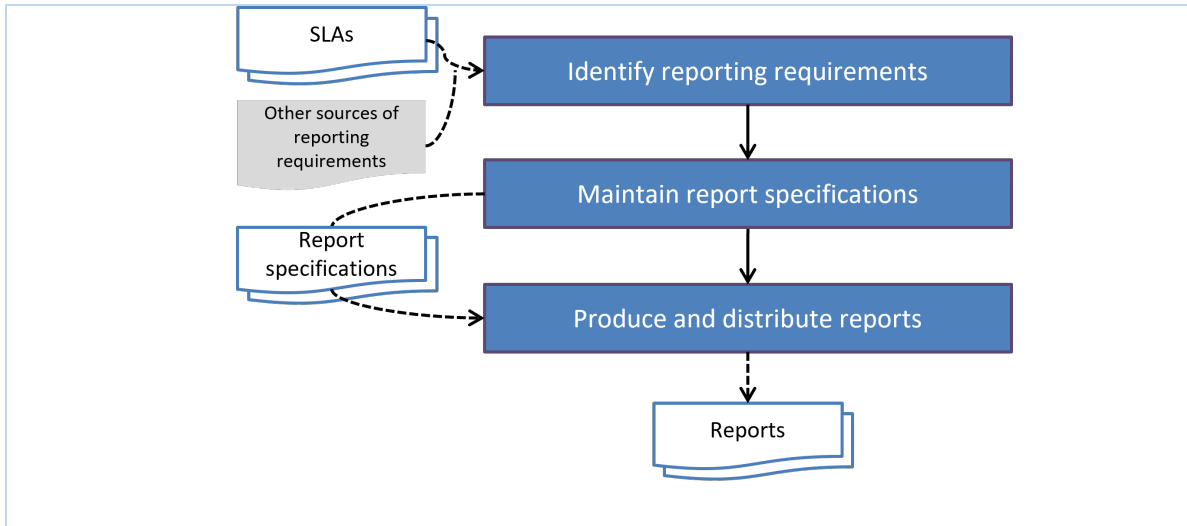 SLAs
Identify reporting requirements
Other sources of
reporting
requirements
Maintain report specifications
Report
specifications
Produce and distribute reports
Reports